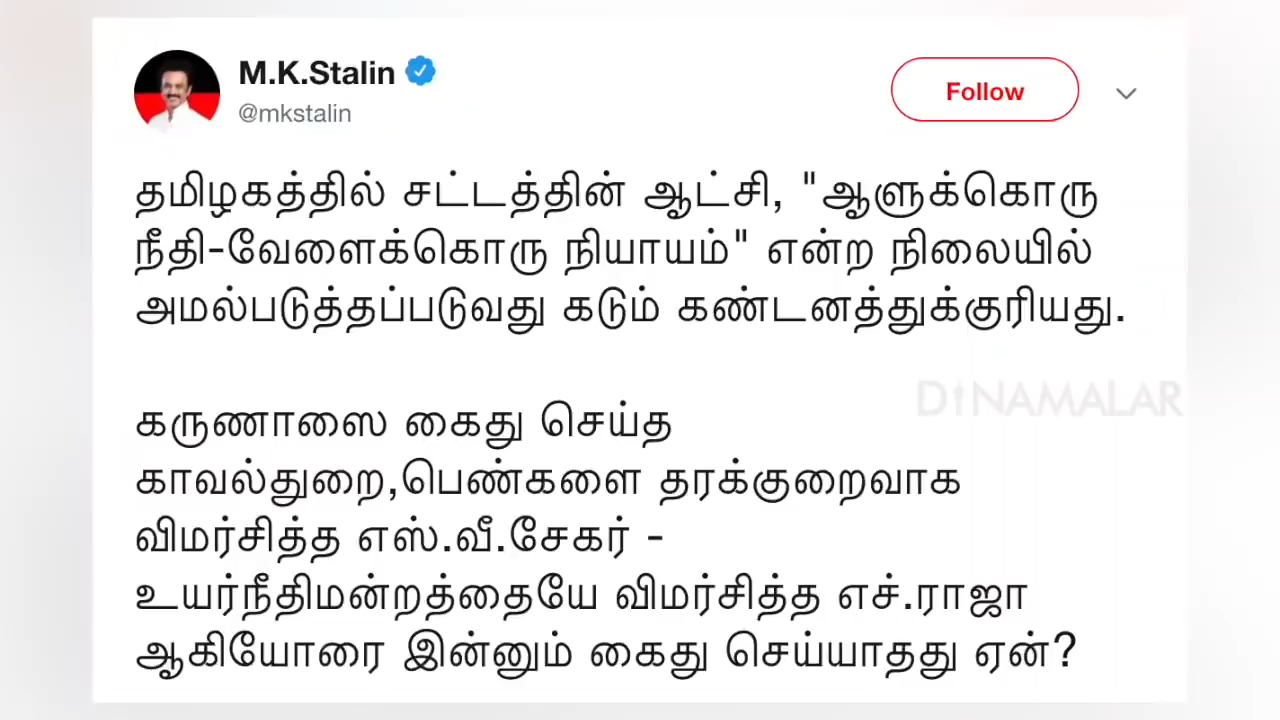 M.K.Stalin
@mkstalin
Follow
தமிழகத்தில் சட்டத்தின் ஆட்சி, "ஆளுக்கொரு
நீதி-வேளைக்கொரு நியாயம்" என்ற நிலையில்
அமல்படுத்தப்படுவது கடும் கண்டனத்துக்குரியது.
DINAMALAR
கருணாஸை கைது செய்த
காவல்துறை,பெண்களை தரக்குறைவாக
விமர்சித்த எஸ்.வீ.சேகர் -
உயர்நீதிமன்றத்தையே விமர்சித்த எச்.ராஜா
ஆகியோரை இன்னும் கைது செய்யாதது ஏன்?